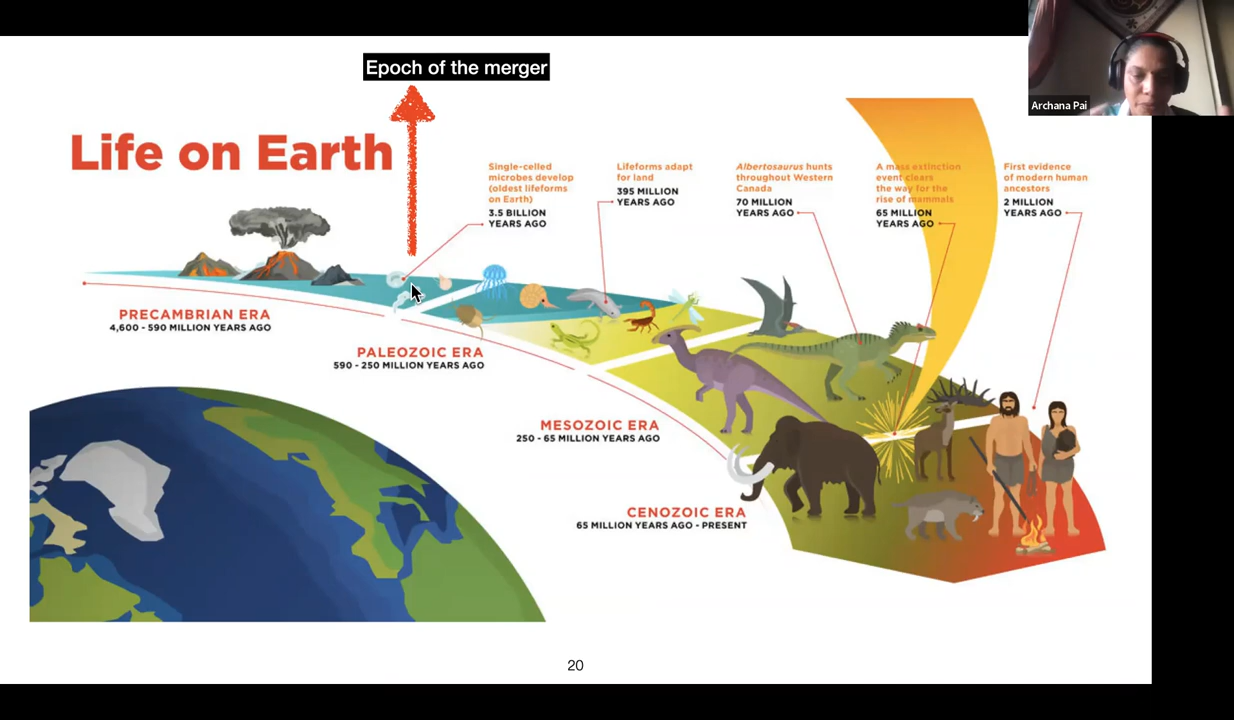 Epoch of the merger
Archana Pai
Life on Earth
Single-celled
microbes develop
(oldest lifeforms
on Earth)
3.5 BILLION
YEARS AGO
Lifeforms adapt
for land
395 MILLION
YEARS AGO
Albertosaurus hunts
throughout Western
Canada
70 MILLION
YEARS AGO
A mass extinction
event clears
the way for the
rise of mammals
65 MILLION
YEARS AGO
First evidence
of modern human
ancestors
2 MILLION
YEARS AGO
PRECAMBRIAN ERA
4,600 - 590 MILLION YEARS AGO
PALEOZOIC ERA
590 - 250 MILLION YEARS AGO
MESOZOIC ERA
250 - 65 MILLION YEARS AGO
CENOZOIC ERA
65 MILLION YEARS AGO - PRESENT
20